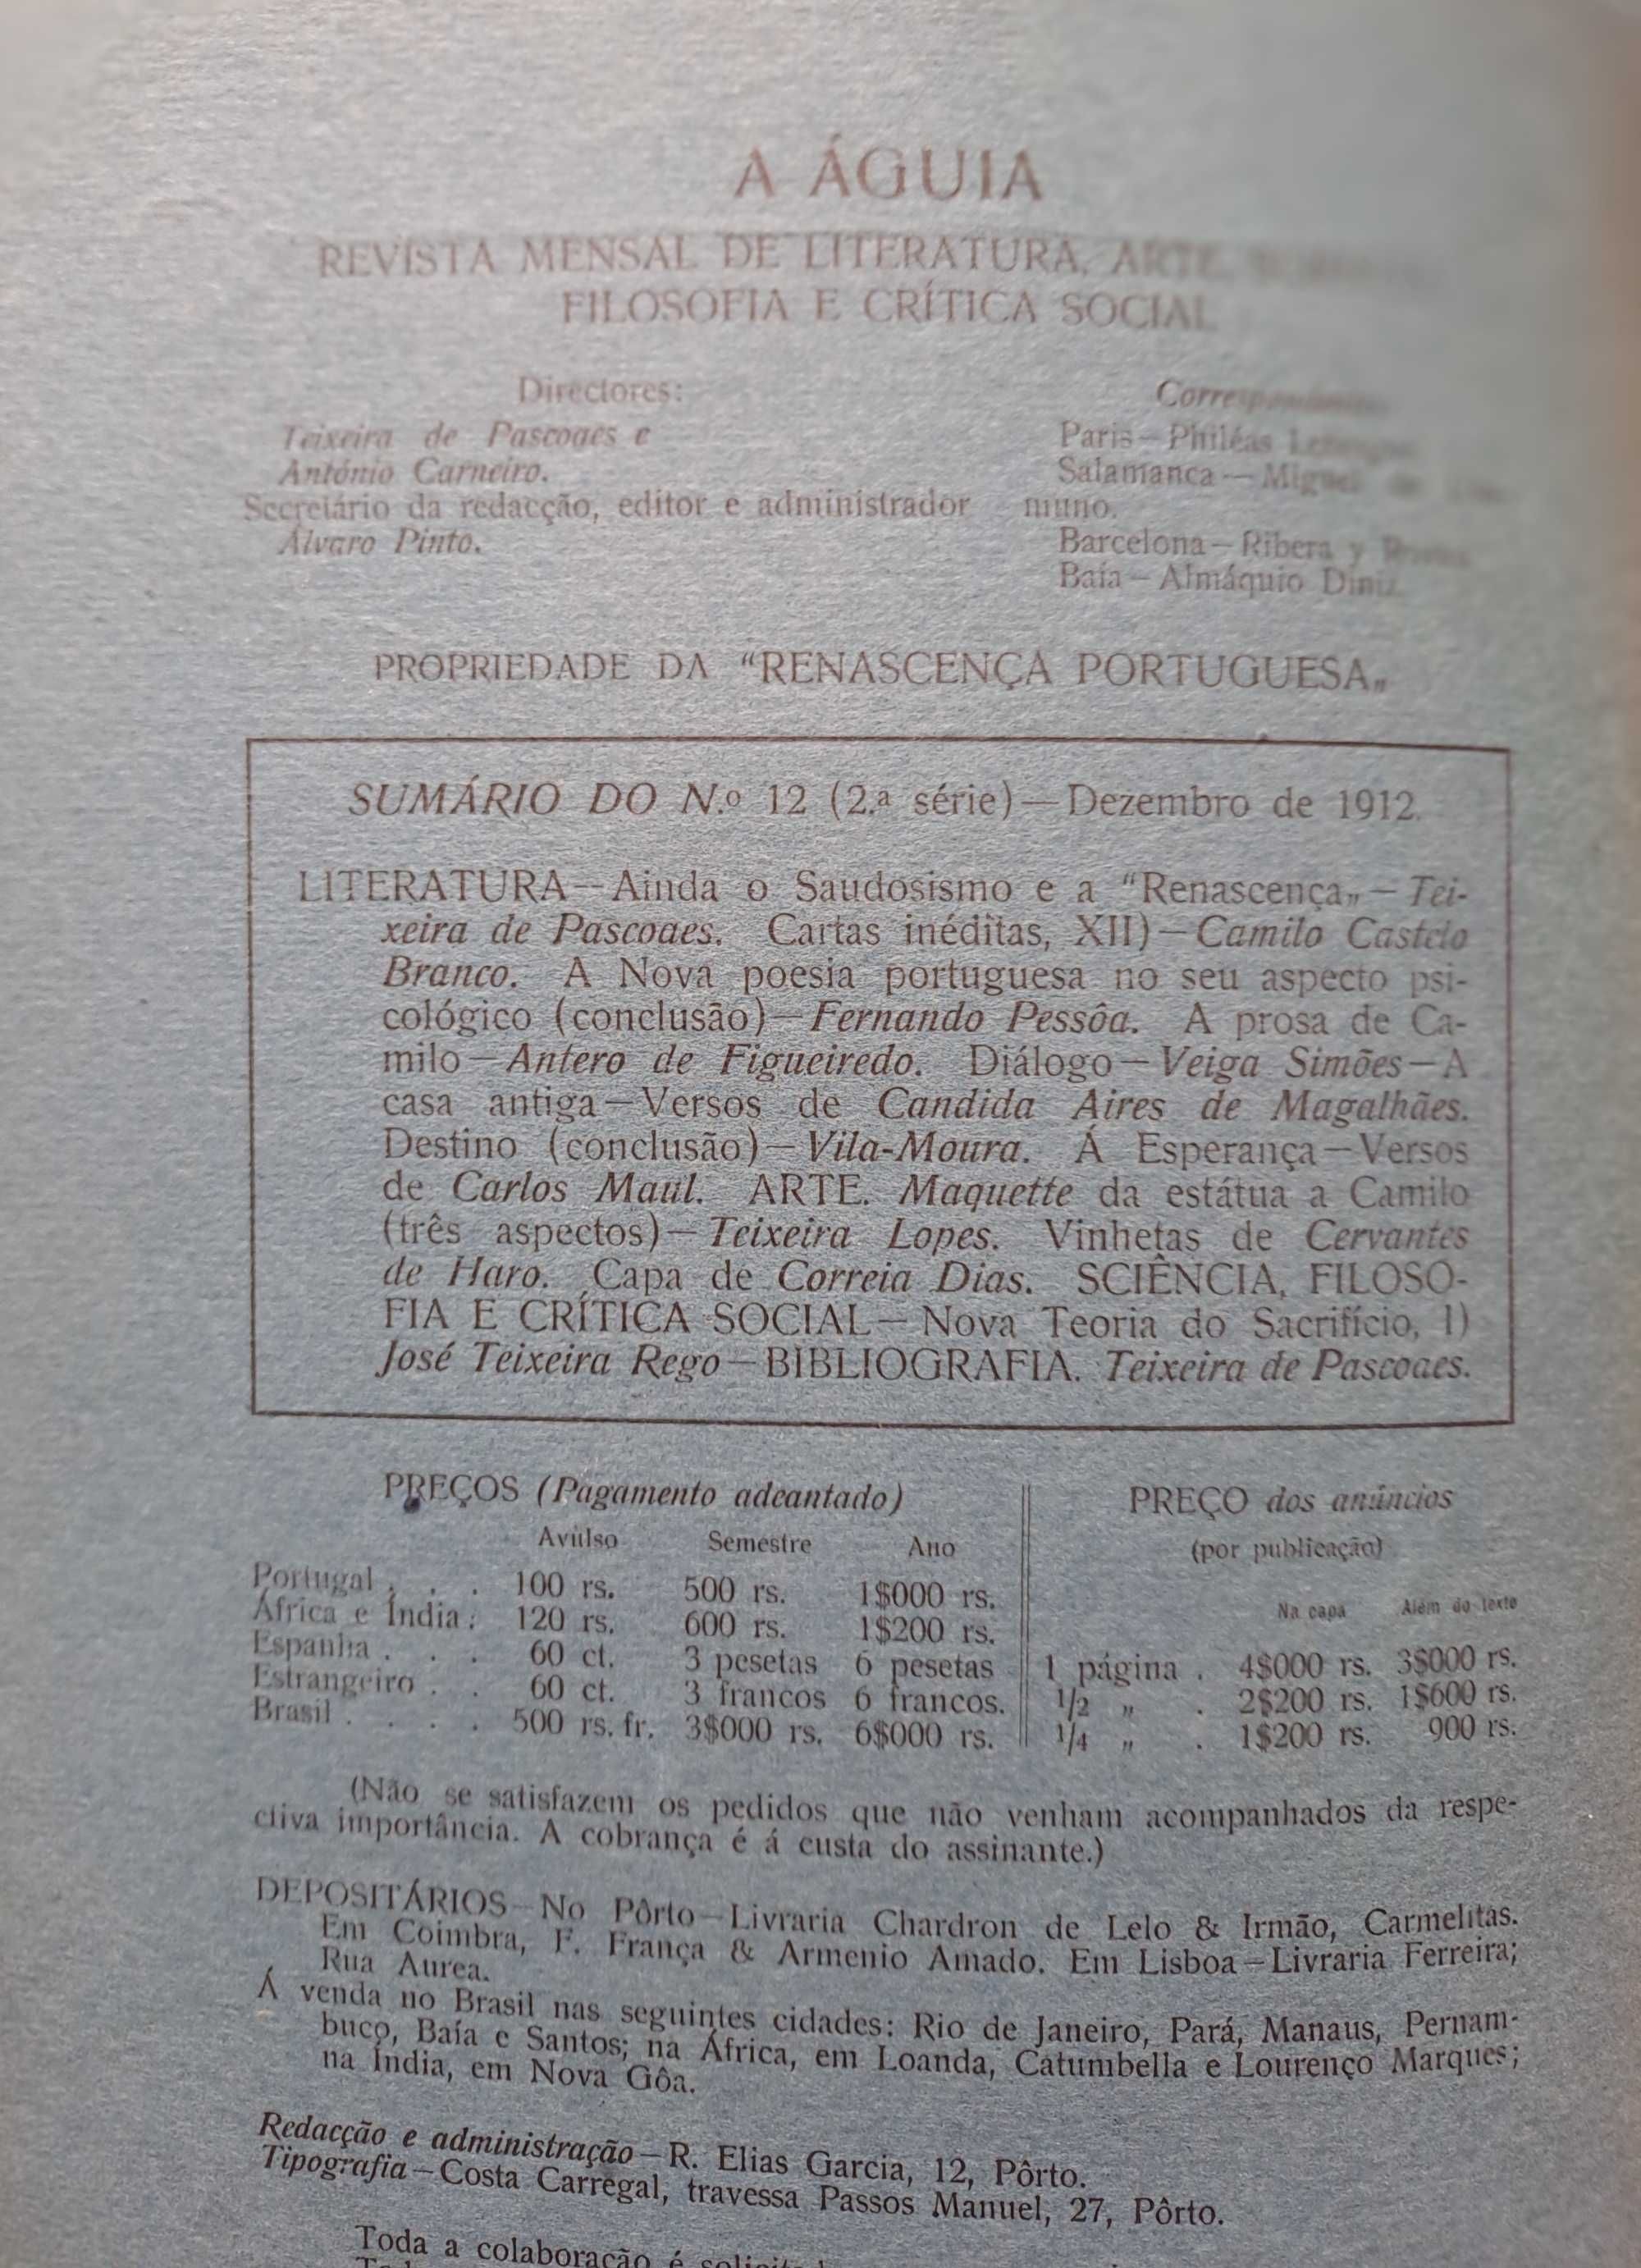 A ÁGUIA
REVISTA MENSAL DE LITERATURA, ARTE,
FILOSOFIA E CRÍTICA SOCIAL
Directores:
Teixeira de Pascoaes e
António Carneiro.
Secretário da redacção, editor e administrador
Álvaro Pinto.
Paris—Philéas
Salamanca—Miguel de
muno.
Barcelona—Ribera y
Baía—Almáquio Diniz.
PROPRIEDADE DA “RENASCENÇA PORTUGUESA„
SUMÁRIO DO N.º 12 (2.ª série)—Dezembro de 1912.
LITERATURA—Ainda o Saudosismo e a “Renascença„—Tei-
xeira de Pascoaes. Cartas inéditas, XII)—Camilo Castelo
Branco. A Nova poesia portuguesa no seu aspecto psi-
cológico (conclusão)—Fernando Pessôa. A prosa de Ca-
milo—Antero de Figueiredo. Diálogo—Veiga Simões—A
casa antiga—Versos de Candida Aires de Magalhães.
Destino (conclusão)—Vila-Moura. Á Esperança—Versos
de Carlos Maul. ARTE. Maquette da estátua a Camilo
(três aspectos)—Teixeira Lopes. Vinhetas de Cervantes
de Haro. Capa de Correia Dias. SCIÊNCIA, FILOSO-
FIA E CRÍTICA SOCIAL—Nova Teoria do Sacrifício, I)
José Teixeira Rego—BIBLIOGRAFIA. Teixeira de Pascoaes.
PREÇOS (Pagamento adeantado)
Avulso Semestre Ano
Portugal . . . 100 rs. 500 rs. 1$000 rs.
África e Índia . 120 rs. 600 rs. 1$200 rs.
Espanha . . . 60 ct. 3 pesetas 6 pesetas
Estrangeiro . . 60 ct. 3 francos 6 francos.
Brasil . . . . 500 rs. fr. 3$000 rs. 6$000 rs.
PREÇO dos anúncios
(por publicação)
Na capa Além do texto
1 página . 4$000 rs. 3$000 rs.
1/2 „ . 2$200 rs. 1$600 rs.
1/4 „ . 1$200 rs. 900 rs.
(Não se satisfazem os pedidos que não venham acompanhados da respe-
ctiva importância. A cobrança é á custa do assinante.)
DEPOSITÁRIOS—No Pôrto—Livraria Chardron de Lelo & Irmão, Carmelitas.
Em Coimbra, F. França & Armenio Amado. Em Lisboa—Livraria Ferreira;
Rua Aurea.
Á venda no Brasil nas seguintes cidades: Rio de Janeiro, Pará, Manaus, Pernam-
buco, Baía e Santos; na África, em Loanda, Catumbella e Lourenço Marques;
na Índia, em Nova Gôa.
Redacção e administração—R. Elias Garcia, 12, Pôrto.
Tipografia—Costa Carregal, travessa Passos Manuel, 27, Pôrto.
Toda a colaboração é